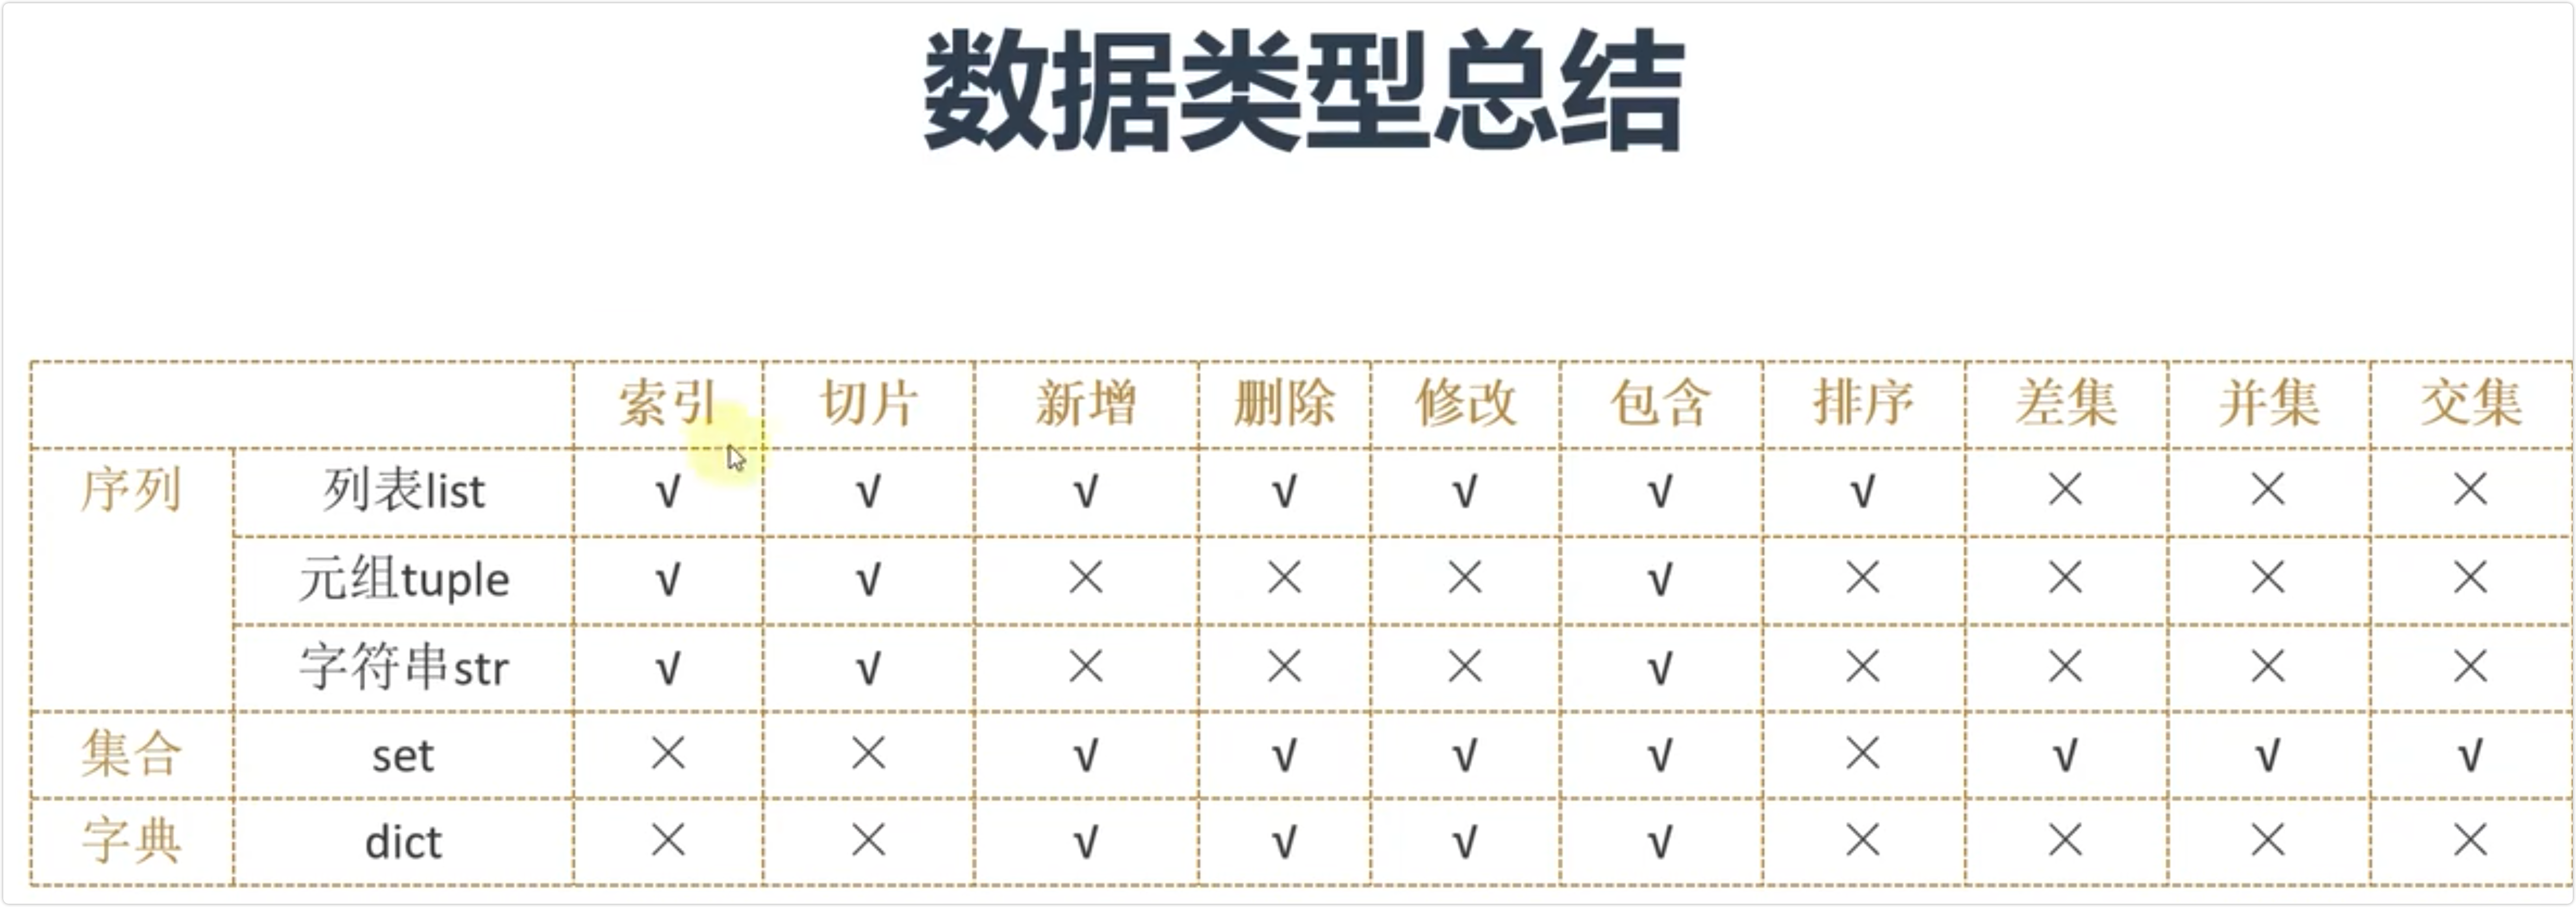 数据类型总结
索引 切片 新增 删除 修改 包含 排序 差集 并集 交集
序列 列表list √ √ √ √ √ √ √ × × ×
元组tuple √ √ × × × √ × × × ×
字符串str √ √ × × × √ × × × ×
集合 set × × √ √ √ √ × √ √ √
字典 dict × × √ √ √ √ × × × ×